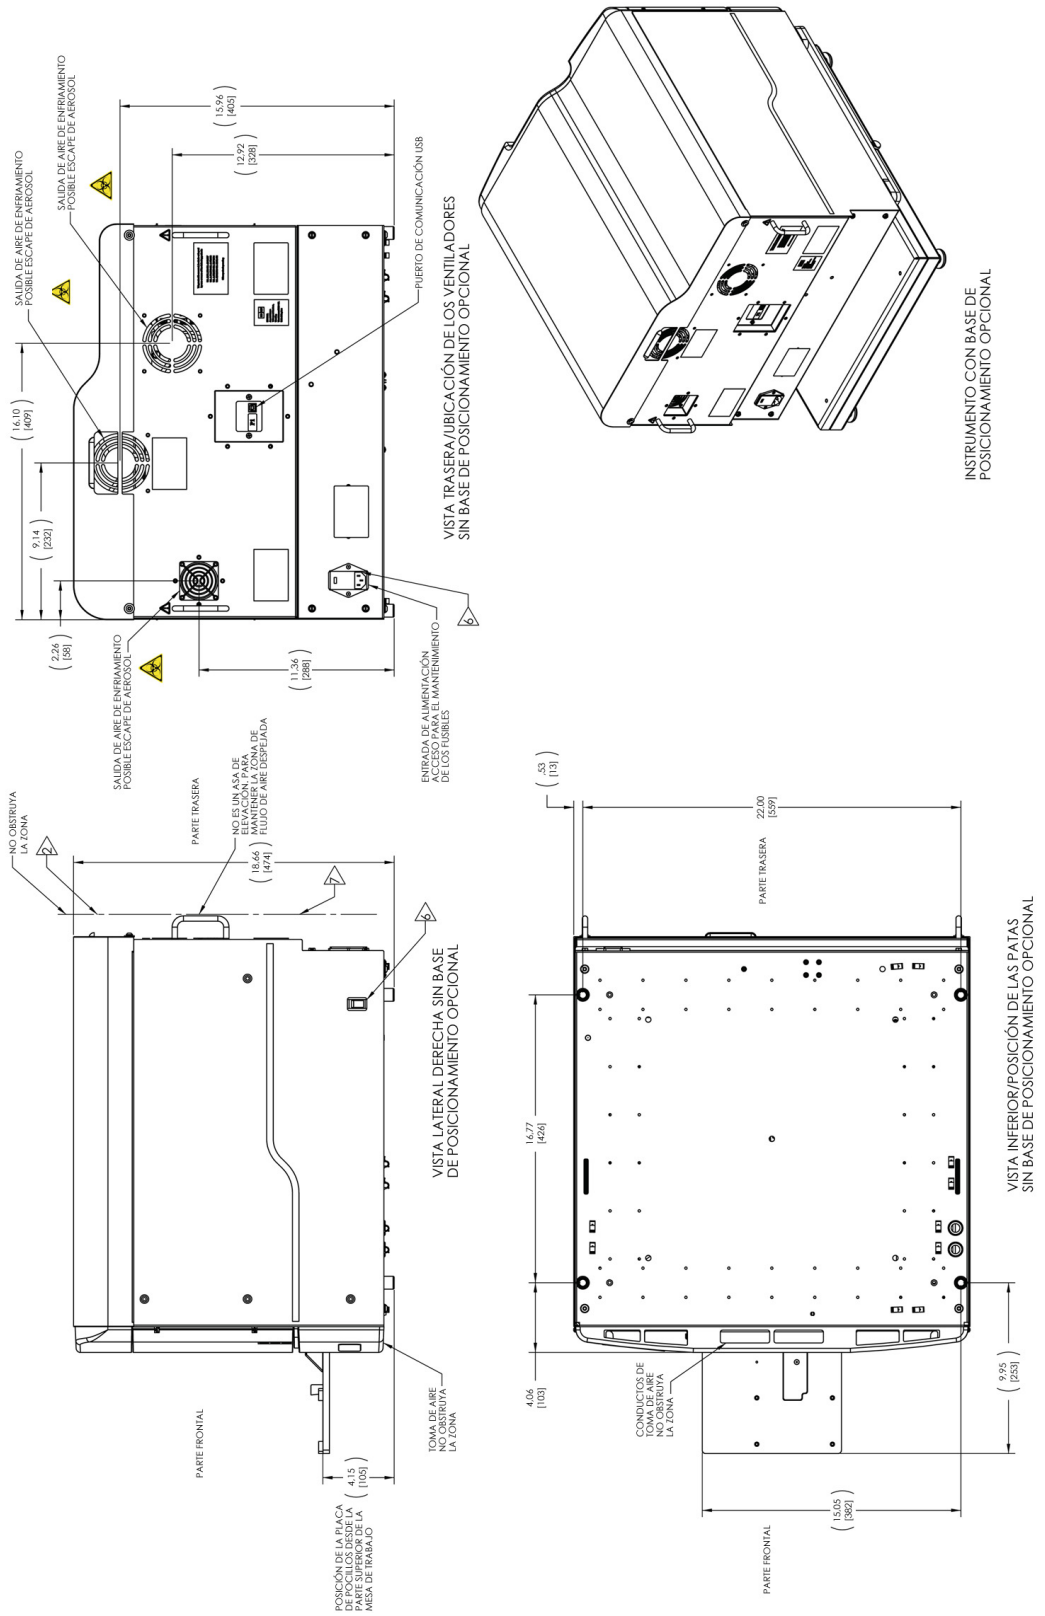 NO OBSTRUYA
LA ZONA
2
PARTE TRASERA
NO ES UN ASA DE
ELEVACIÓN. PARA
MANTENER LA ZONA DE
FLUJO DE AIRE DESPEJADA
18.66
[474]
7
6
VISTA LATERAL DERECHA SIN BASE
DE POSICIONAMIENTO OPCIONAL
PARTE FRONTAL
TOMA DE AIRE
NO OBSTRUYA
LA ZONA
4.15
[105]
POSICIÓN DE LA PLACA
DE POCILLOS DESDE LA
PARTE SUPERIOR DE LA
MESA DE TRABAJO
SALIDA DE AIRE DE ENFRIAMIENTO
POSIBLE ESCAPE DE AEROSOL
SALIDA DE AIRE DE ENFRIAMIENTO
POSIBLE ESCAPE DE AEROSOL
SALIDA DE AIRE DE ENFRIAMIENTO
POSIBLE ESCAPE DE AEROSOL
16.10
[409]
9.14
[232]
2.26
[58]
15.96
[405]
12.92
[328]
11.36
[288]
PUERTO DE COMUNICACIÓN USB
ENTRADA DE ALIMENTACIÓN
ACCESO PARA EL MANTENIMIENTO
DE LOS FUSIBLES
6
VISTA TRASERA/UBICACIÓN DE LOS VENTILADORES
SIN BASE DE POSICIONAMIENTO OPCIONAL
.53
[13]
22.00
[559]
PARTE TRASERA
16.77
[426]
4.06
[103]
CONDUCTOS DE
TOMA DE AIRE
NO OBSTRUYA
LA ZONA
9.95
[253]
15.05
[382]
PARTE FRONTAL
VISTA INFERIOR/POSICIÓN DE LAS PATAS
SIN BASE DE POSICIONAMIENTO OPCIONAL
INSTRUMENTO CON BASE DE
POSICIONAMIENTO OPCIONAL